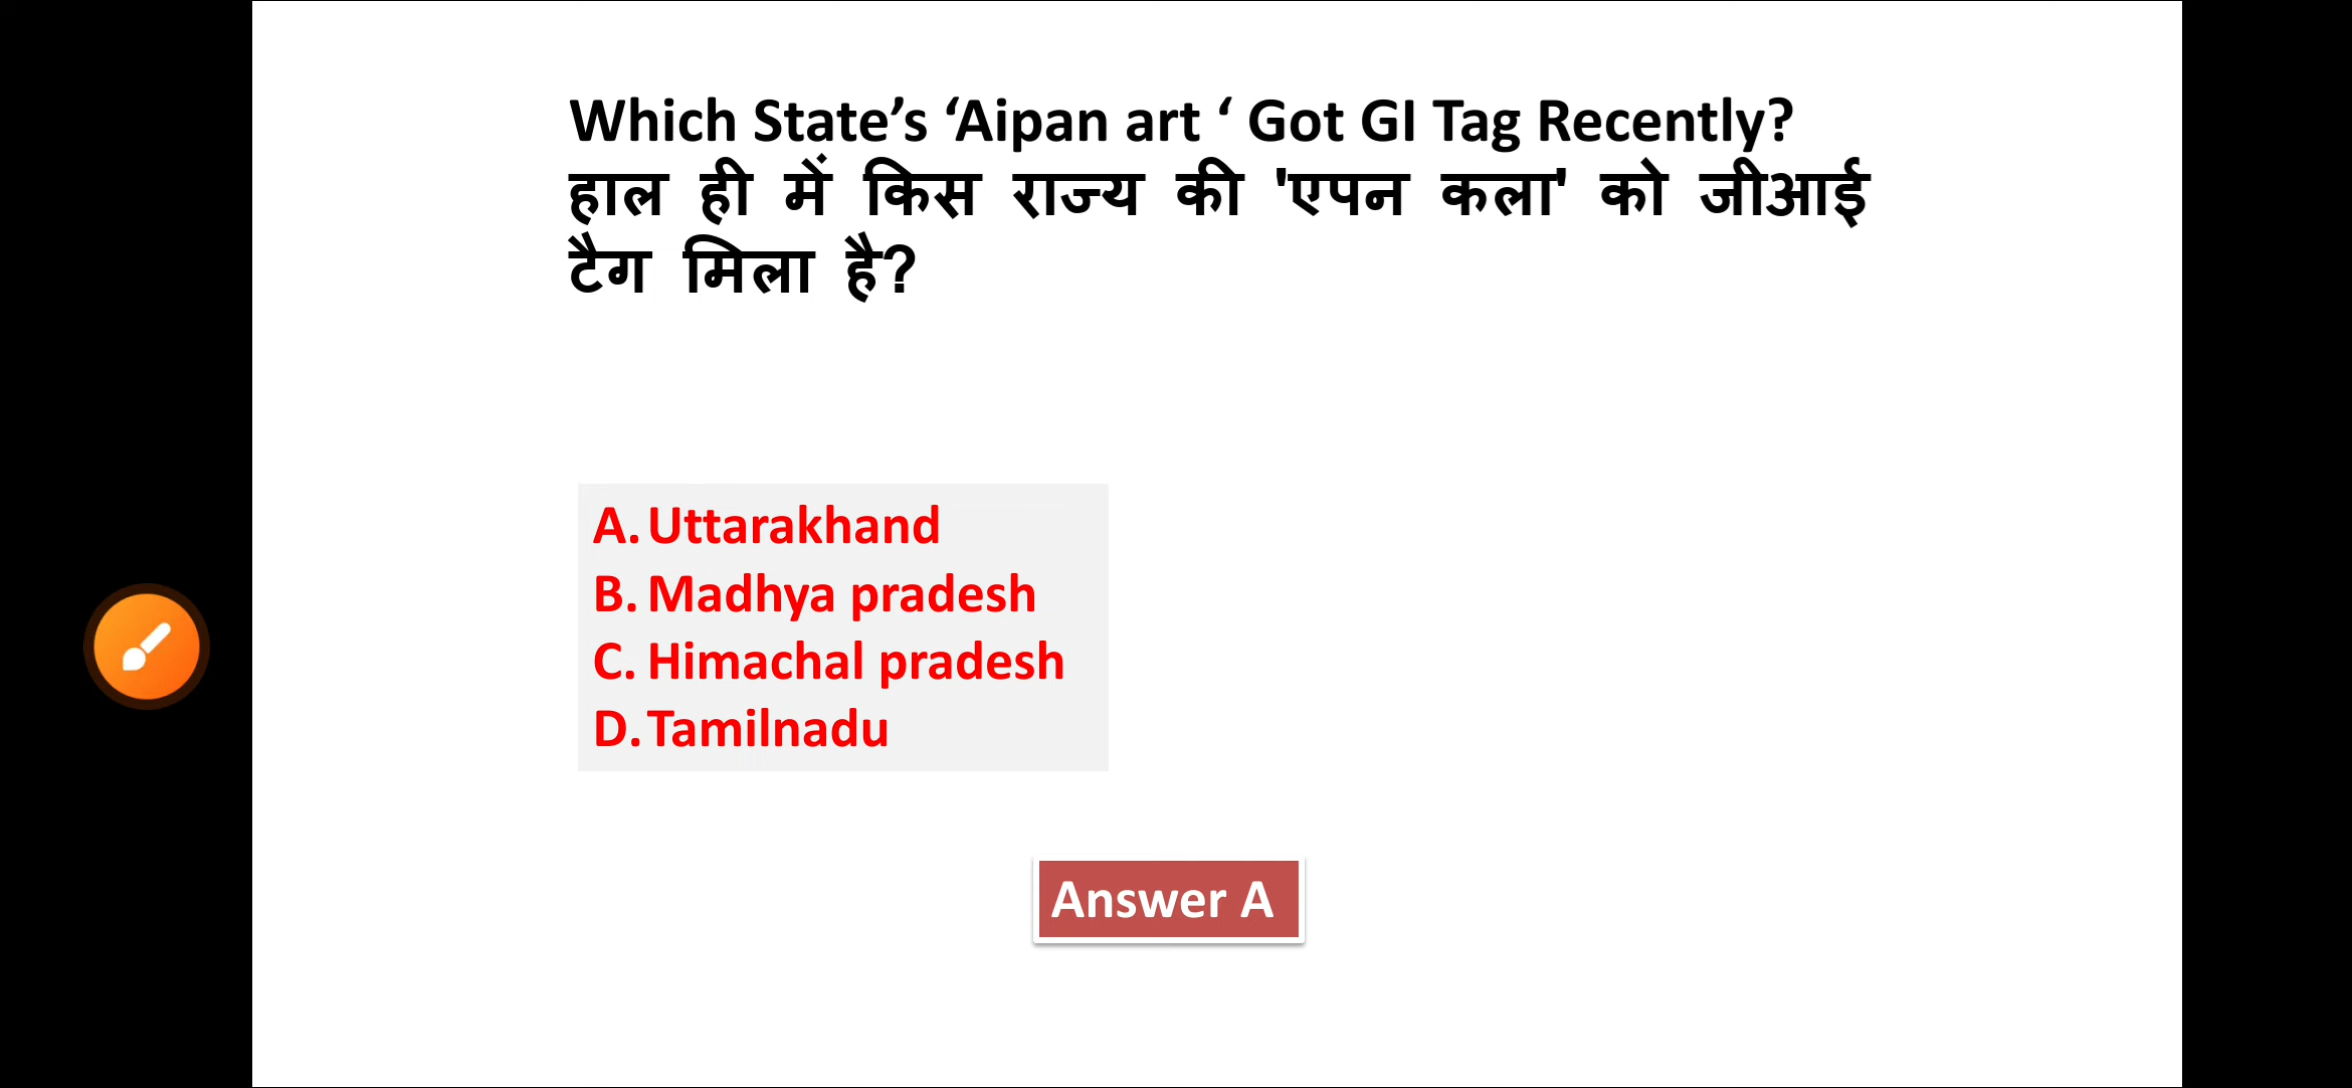 Which State’s ‘Aipan art ‘ Got GI Tag Recently?
हाल ही में किस राज्य की 'एपन कला' को जीआई
टैग मिला है?
A. Uttarakhand
B. Madhya pradesh
C. Himachal pradesh
D. Tamilnadu
Answer A